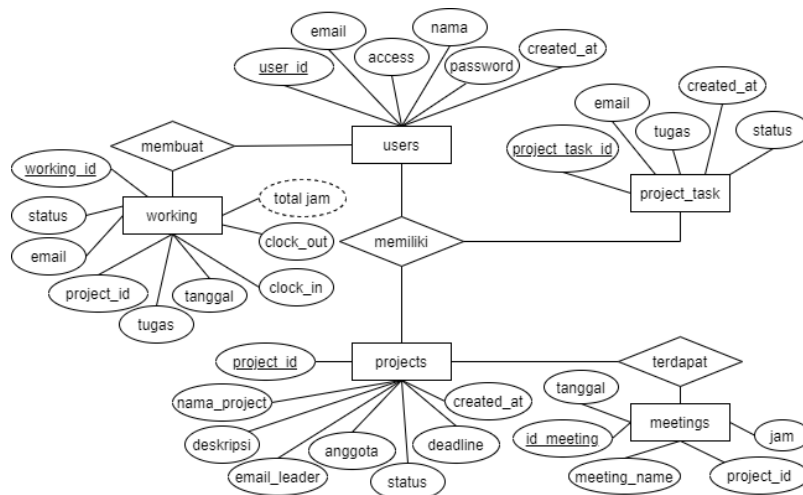 email
nama
user_id
access
password
created_at
users
membuat
created_at
email
tugas
status
project_task_id
project_task
working_id
status
email
working
total jam
clock_out
clock_in
project_id
tugas
tanggal
memiliki
project_id
projects
terdapat
nama_project
deskripsi
email_leader
anggota
status
deadline
created_at
tanggal
id_meeting
meetings
jam
meeting_name
project_id